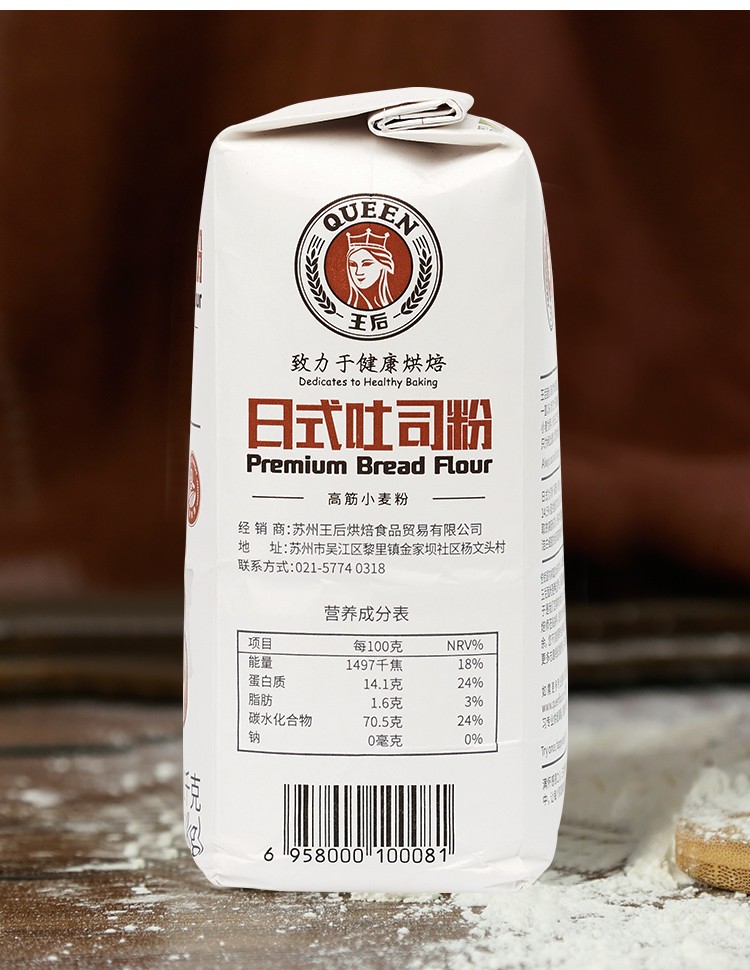 QUEEN
王后
致力于健康烘焙
Dedicates to Healthy Baking
日式吐司粉
Premium Bread Flour
高筋小麦粉
经 销 商:苏州王后烘焙食品贸易有限公司
地 址:苏州市吴江区黎里镇金家坝社区杨文头村
联系方式:021-5774 0318
营养成分表
项目 每100克 NRV%
能量 1497千焦 18%
蛋白质 14.1克 24%
脂肪 1.6克 3%
碳水化合物 70.5克 24%
钠 0毫克 0%
6 958000 100081